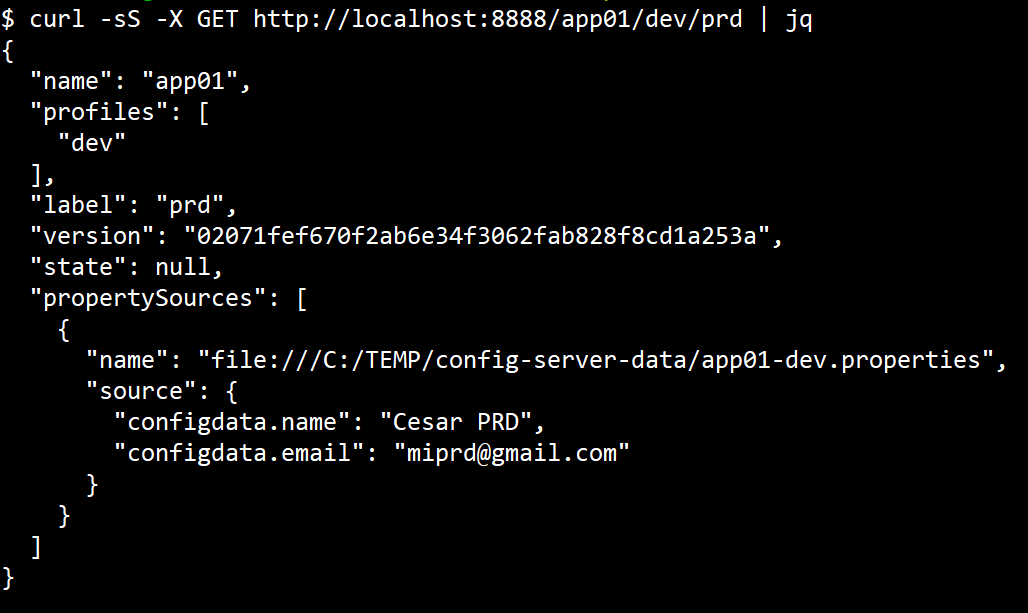 $ curl -sS -X GET http://localhost:8888/app01/dev/prd | jq
{
  "name": "app01",
  "profiles": [
    "dev"
  ],
  "label": "prd",
  "version": "02071fef670f2ab6e34f3062fab828f8cd1a253a",
  "state": null,
  "propertySources": [
    {
      "name": "file:///C:/TEMP/config-server-data/app01-dev.properties",
      "source": {
        "configdata.name": "Cesar PRD",
        "configdata.email": "miprd@gmail.com"
      }
    }
  ]
}